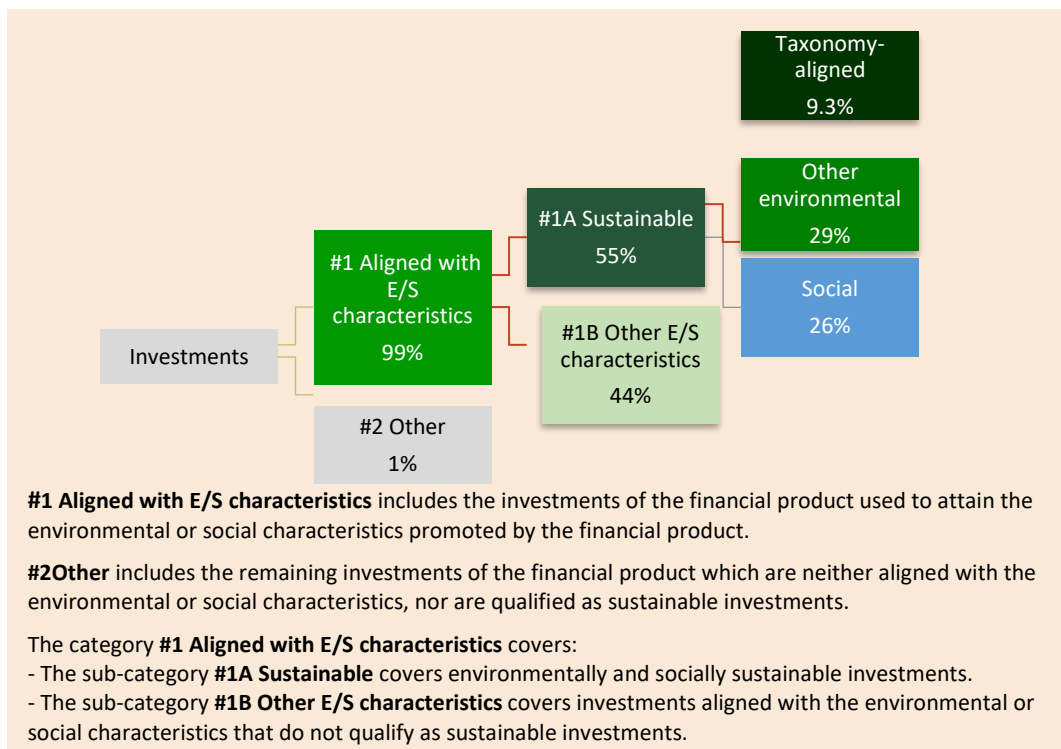 Taxonomy-
aligned
9.3%
Other
environmental
29%
#1A Sustainable
55%
Social
26%
#1 Aligned with
E/S
characteristics
99%
#1B Other E/S
characteristics
44%
Investments
#2 Other
1%
#1 Aligned with E/S characteristics includes the investments of the financial product used to attain the
environmental or social characteristics promoted by the financial product.
#2Other includes the remaining investments of the financial product which are neither aligned with the
environmental or social characteristics, nor are qualified as sustainable investments.
The category #1 Aligned with E/S characteristics covers:
- The sub-category #1A Sustainable covers environmentally and socially sustainable investments.
- The sub-category #1B Other E/S characteristics covers investments aligned with the environmental or
social characteristics that do not qualify as sustainable investments.